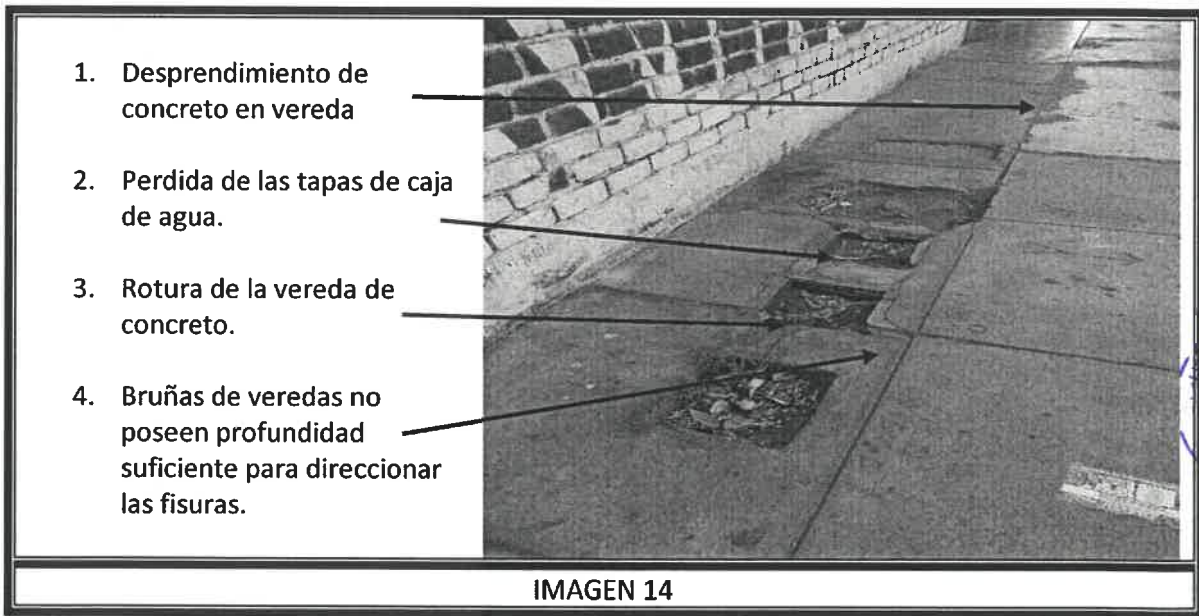 1. Desprendimiento de
concreto en vereda
2. Perdida de las tapas de caja
de agua.
3. Rotura de la vereda de
concreto.
4. Bruñas de veredas no
poseen profundidad
suficiente para direccionar
las fisuras.
IMAGEN 14